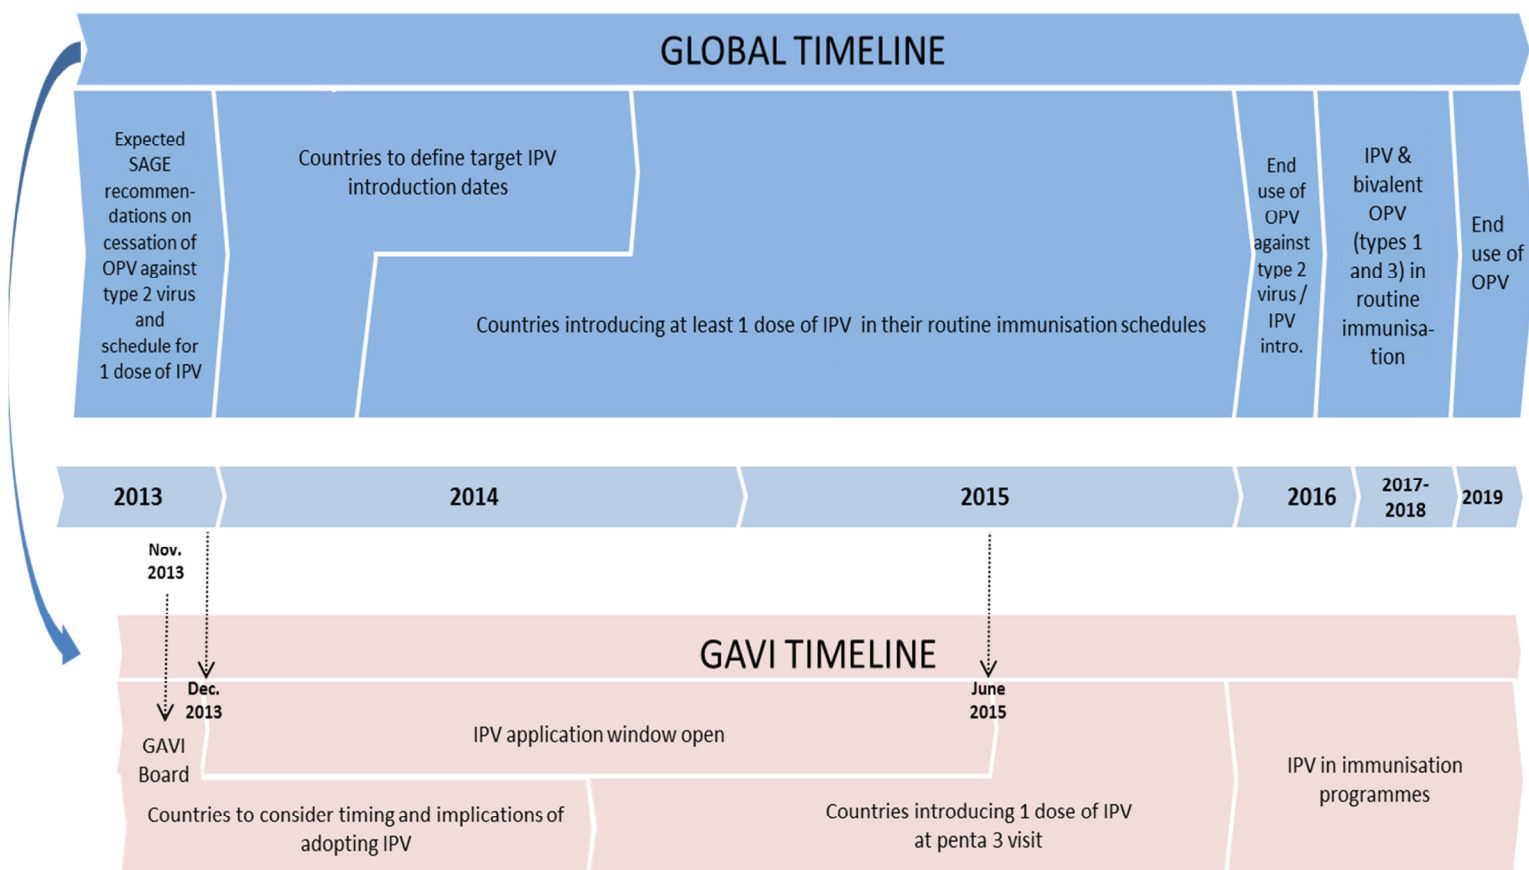 GLOBAL TIMELINE
Expected
SAGE
recommen-
dations on
cessation of
OPV against
type 2 virus
and
schedule for
1 dose of IPV
Countries to define target IPV
introduction dates
Countries introducing at least 1 dose of IPV in their routine immunisation schedules
End
use of
OPV
against
type 2
virus /
IPV
intro.
IPV &
bivalent
OPV
(types 1
and 3) in
routine
immunisa-
tion
End
use of
OPV
2013
2014
2015
2016
2017-
2018
2019
Nov.
2013
GAVI TIMELINE
Dec.
2013
June
2015
GAVI
Board
IPV application window open
Countries to consider timing and implications of
adopting IPV
Countries introducing 1 dose of IPV
at penta 3 visit
IPV in immunisation
programmes